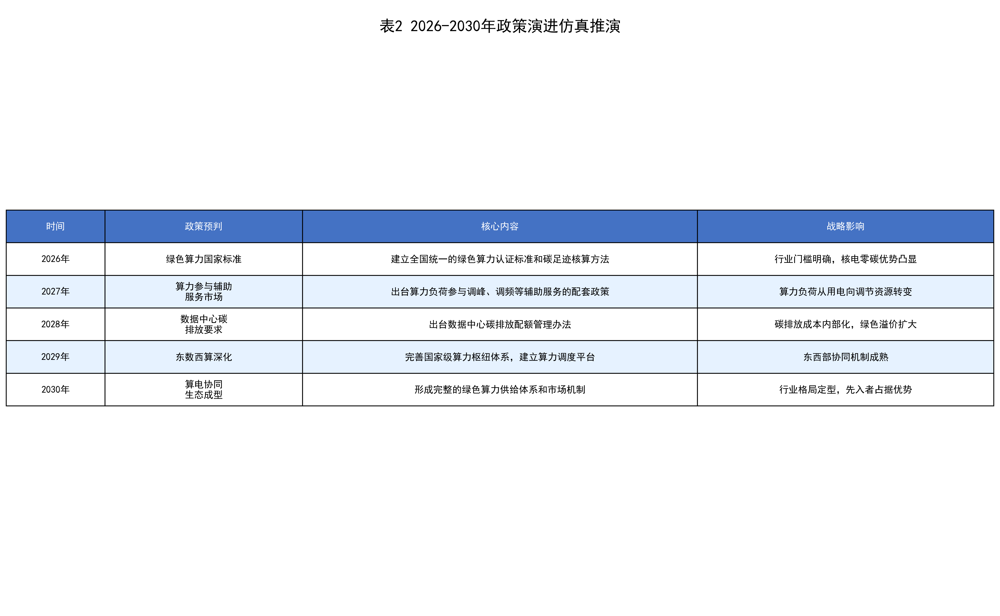 表2 2026-2030年政策演进仿真推演
时间 政策预判 核心内容 战略影响
2026年 绿色算力国家标准 建立全国统一的绿色算力认证标准和碳足迹核算方法 行业门槛明确，核电零碳优势凸显
2027年 算力参与辅助
服务市场 出台算力负荷参与调峰、调频等辅助服务的配套政策 算力负荷从用电向调节资源转变
2028年 数据中心碳
排放要求 出台数据中心碳排放配额管理办法 碳排放成本内部化，绿色溢价扩大
2029年 东数西算深化 完善国家级算力枢纽体系，建立算力调度平台 东西部协同机制成熟
2030年 算电协同
生态成型 形成完整的绿色算力供给体系和市场机制 行业格局定型，先入者占据优势